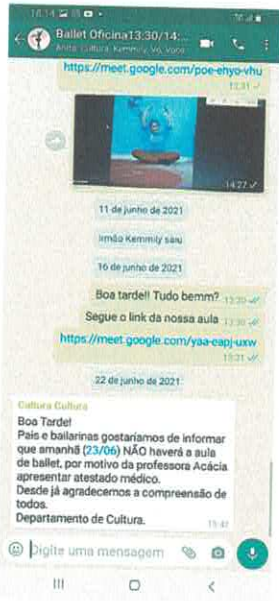 16:14
Ballet Oficina13:30/14:...
Anita, Cultura, Kemmily, Vó, Você
https://meet.google.com/poe-ehyo-vhu
13:31
14:27
11 de junho de 2021
Irmão Kemmily saiu
16 de junho de 2021
Boa tarde!! Tudo bemm? 13:30
Segue o link da nossa aula 13:30
https://meet.google.com/yaa-eapj-uxw
13:31
22 de junho de 2021
Cultura Cultura
Boa Tarde!
Pais e bailarinas gostaríamos de informar
que amanhã (23/06) NÃO haverá a aula
de ballet, por motivo da professora Acácia
apresentar atestado médico.
Desde já agradecemos a compreensão de
todos.
Departamento de Cultura.
Digite uma mensagem